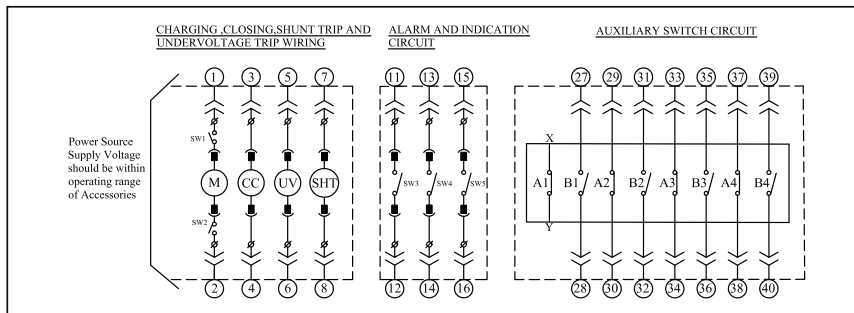 CHARGING ,CLOSING,SHUNT TRIP AND
UNDERVOLTAGE TRIP WIRING
ALARM AND INDICATION
CIRCUIT
AUXILIARY SWITCH CIRCUIT
1 3 5 7 11 13 15 27 29 31 33 35 37 39
Power Source
Supply Voltage
should be within
operating range
of Accessories
SW1
X
M CC UV SHT SW3 SW4 SW5 A1 B1 A2 B2 A3 B3 A4 B4
SW2
Y
2 4 6 8 12 14 16 28 30 32 34 36 38 40